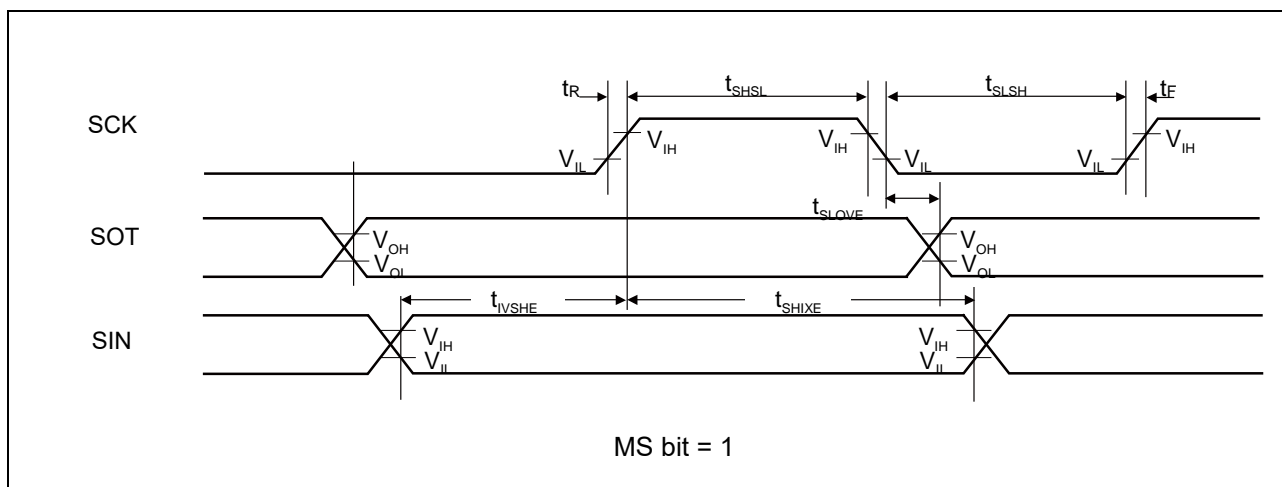 tR tSHSL tSLSH tF
SCK
VIH VIH VIH
VIL VIL VIL
tSLOVE
SOT
VOH VOH
VOL VOL
tIVSHE tSHIXE
SIN
VIH VIH
VIL VIL
MS bit = 1